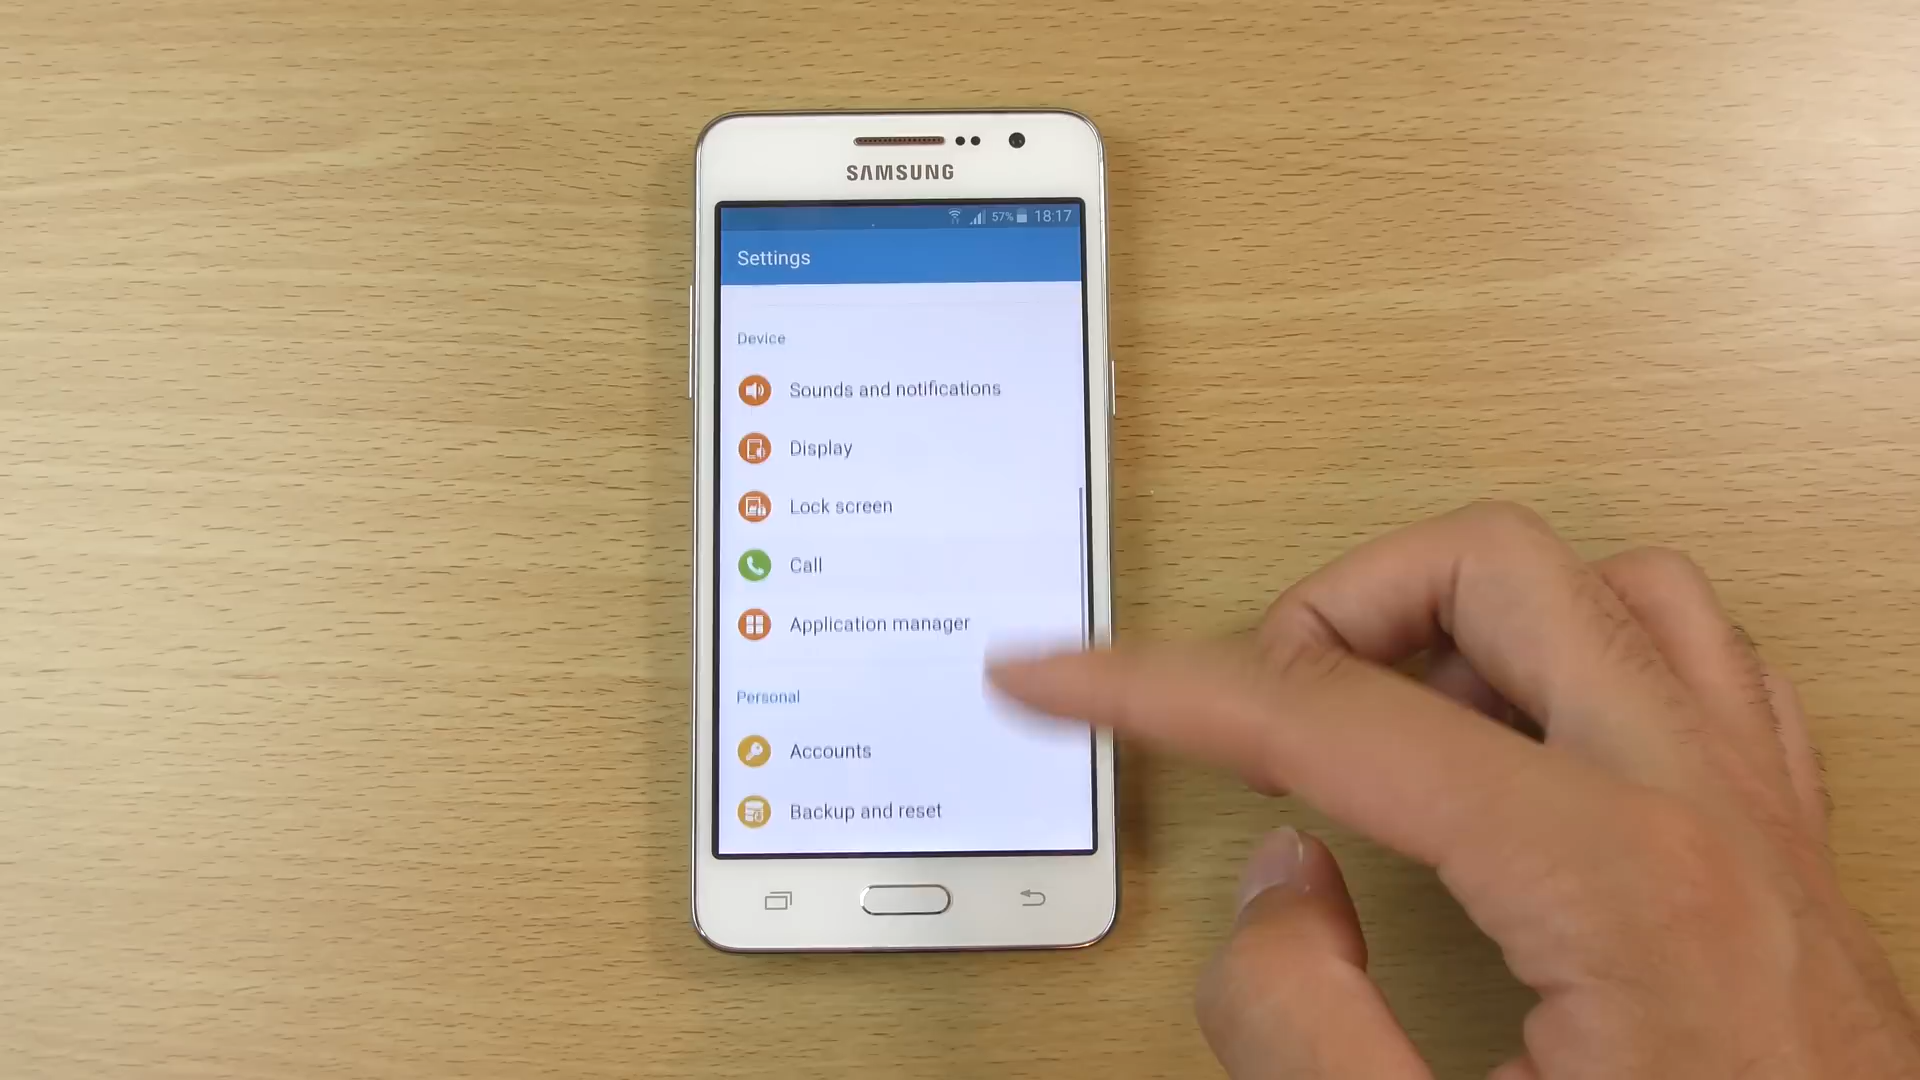 SAMSUNG
57% 18:17
Settings
Device
Sounds and notifications
Display
Lock screen
Call
Application manager
Personal
Accounts
Backup and reset